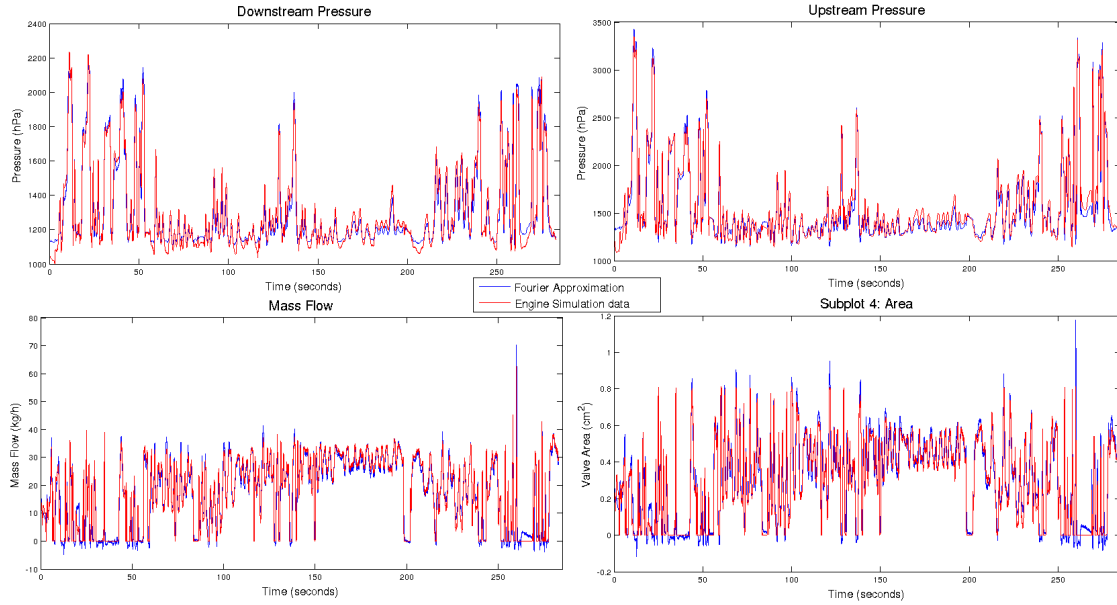 Downstream Pressure
Pressure (hPa)
2400
2200
2000
1800
1600
1400
1200
1000
0 50 100 150 200 250
Time (seconds)
Upstream Pressure
Pressure (hPa)
3500
3000
2500
2000
1500
1000
0 50 100 150 200 250
Time (seconds)
Fourier Approximation
Engine Simulation data
Mass Flow
Mass Flow (kg/h)
80
70
60
50
40
30
20
10
0
-10
0 50 100 150 200 250
Time (seconds)
Subplot 4: Area
Valve Area (cm²)
1.2
1
0.8
0.6
0.4
0.2
0
-0.2
0 50 100 150 200 250
Time (seconds)